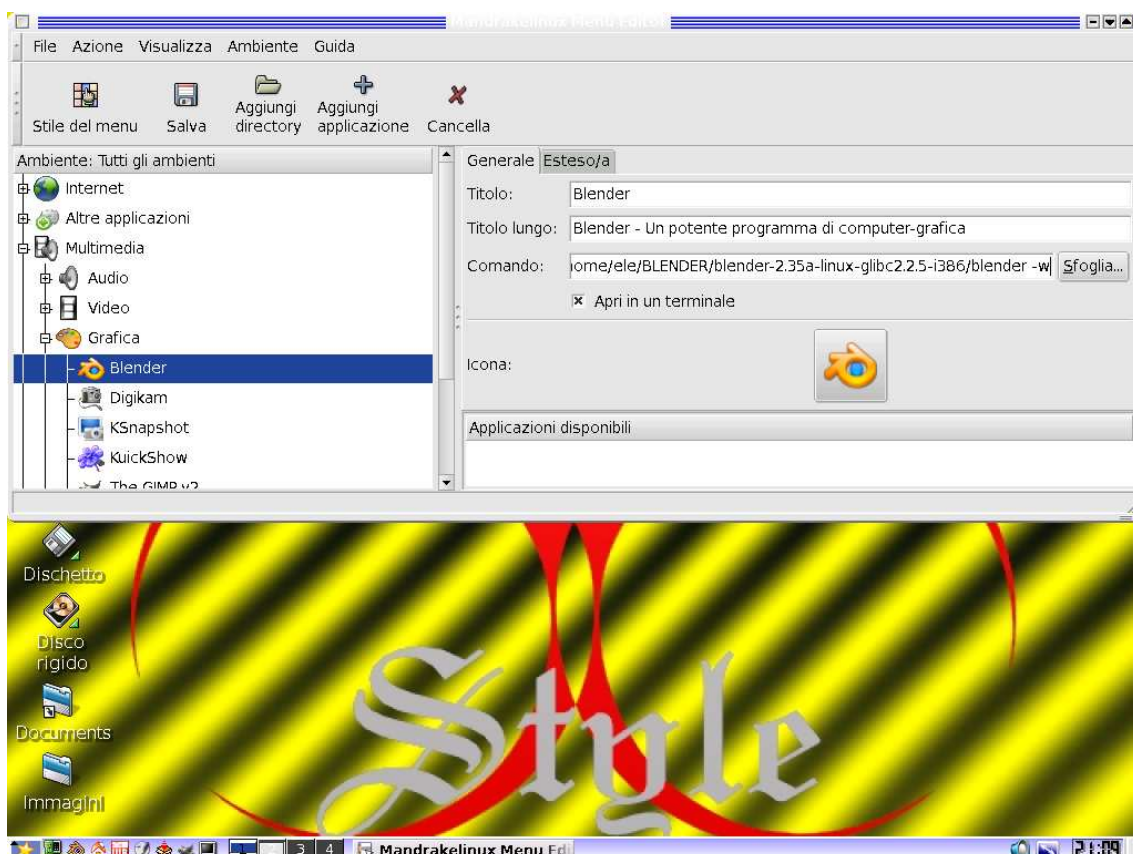 Mandrakelinux Menu Editor
File Azione Visualizza Ambiente Guida
Stile del menu Salva Aggiungi directory Aggiungi applicazione Cancella
Ambiente: Tutti gli ambienti
Internet
Altre applicazioni
Multimedia
Audio
Video
Grafica
Blender
Digikam
KSnapshot
KuickShow
The GIMP v2
Generale Esteso/a
Titolo: Blender
Titolo lungo: Blender - Un potente programma di computer-grafica
Comando: ome/ele/BLENDER/blender-2.35a-linux-glibc2.2.5-i386/blender -w Sfoglia...
Apri in un terminale
Icona:
Applicazioni disponibili
Dischetto
Disco
rigido
Documents
Immagini
Style
1 3 4 Mandrakelinux Menu Edi 21:09